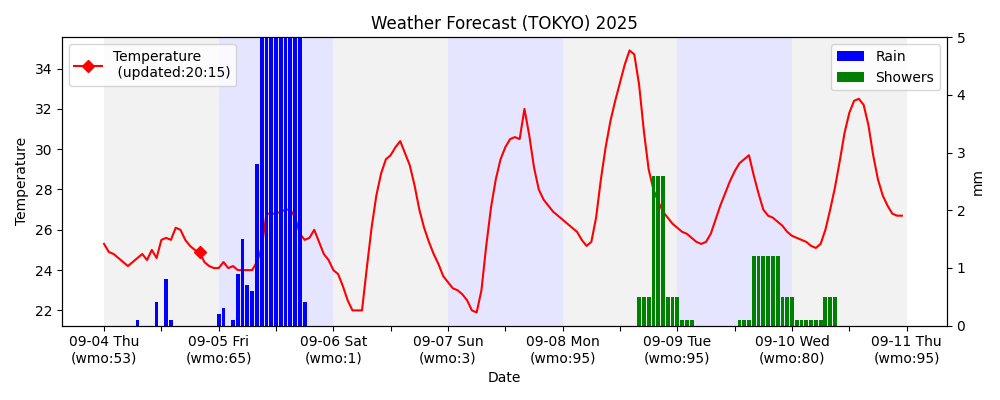 Weather Forecast (TOKYO) 2025
Temperature
(updated:20:15)
Rain
Showers
Temperature
34
32
30
28
26
24
22
5
4
3
2
1
0
mm
09-04 Thu
(wmo:53)
09-05 Fri
(wmo:65)
09-06 Sat
(wmo:1)
09-07 Sun
(wmo:3)
09-08 Mon
(wmo:95)
09-09 Tue
(wmo:95)
09-10 Wed
(wmo:80)
09-11 Thu
(wmo:95)
Date